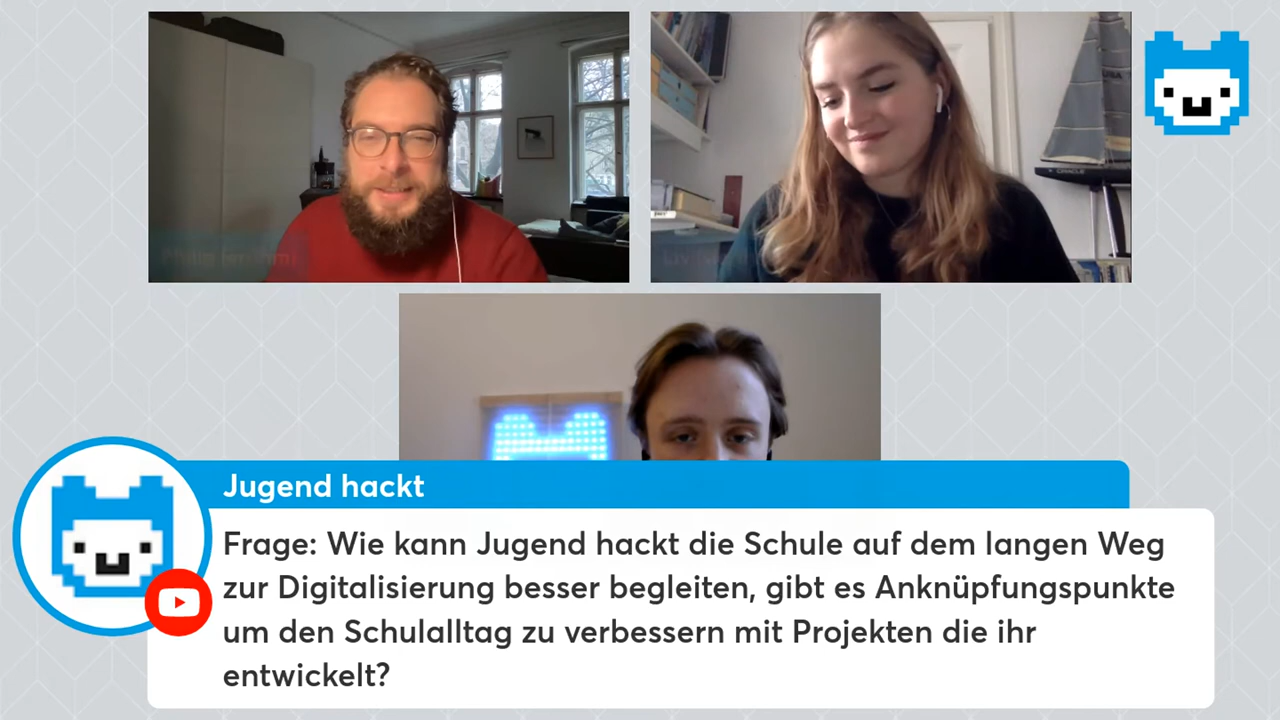 Jugend hackt
Frage: Wie kann Jugend hackt die Schule auf dem langen Weg
zur Digitalisierung besser begleiten, gibt es Anknüpfungspunkte
um den Schulalltag zu verbessern mit Projekten die ihr
entwickelt?